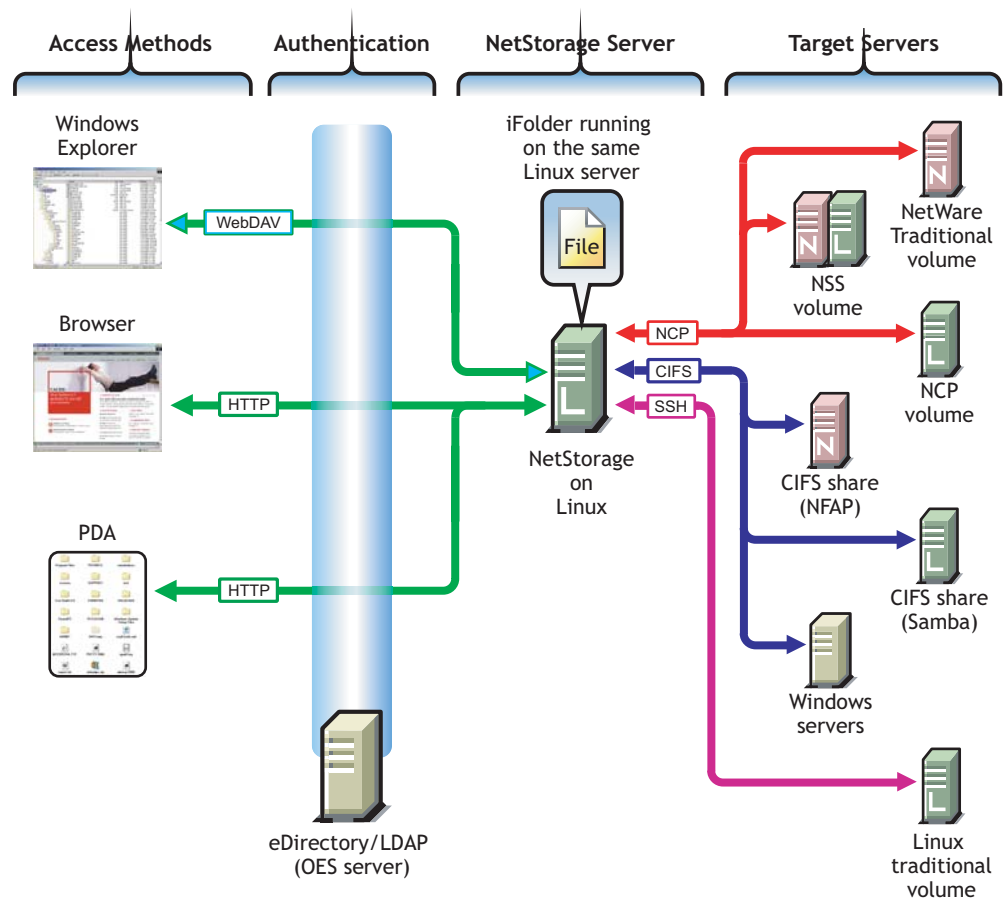 Access Methods
Authentication
NetStorage Server
Target Servers
Windows
Explorer
WebDAV
Browser
HTTP
PDA
HTTP
eDirectory/LDAP
(OES server)
iFolder running
on the same
Linux server
File
L
NetStorage
on
Linux
NCP
CIFS
SSH
N
NetWare
Traditional
volume
N
L
NSS
volume
L
NCP
volume
N
CIFS share
(NFAP)
L
CIFS share
(Samba)
Windows
servers
L
Linux
traditional
volume